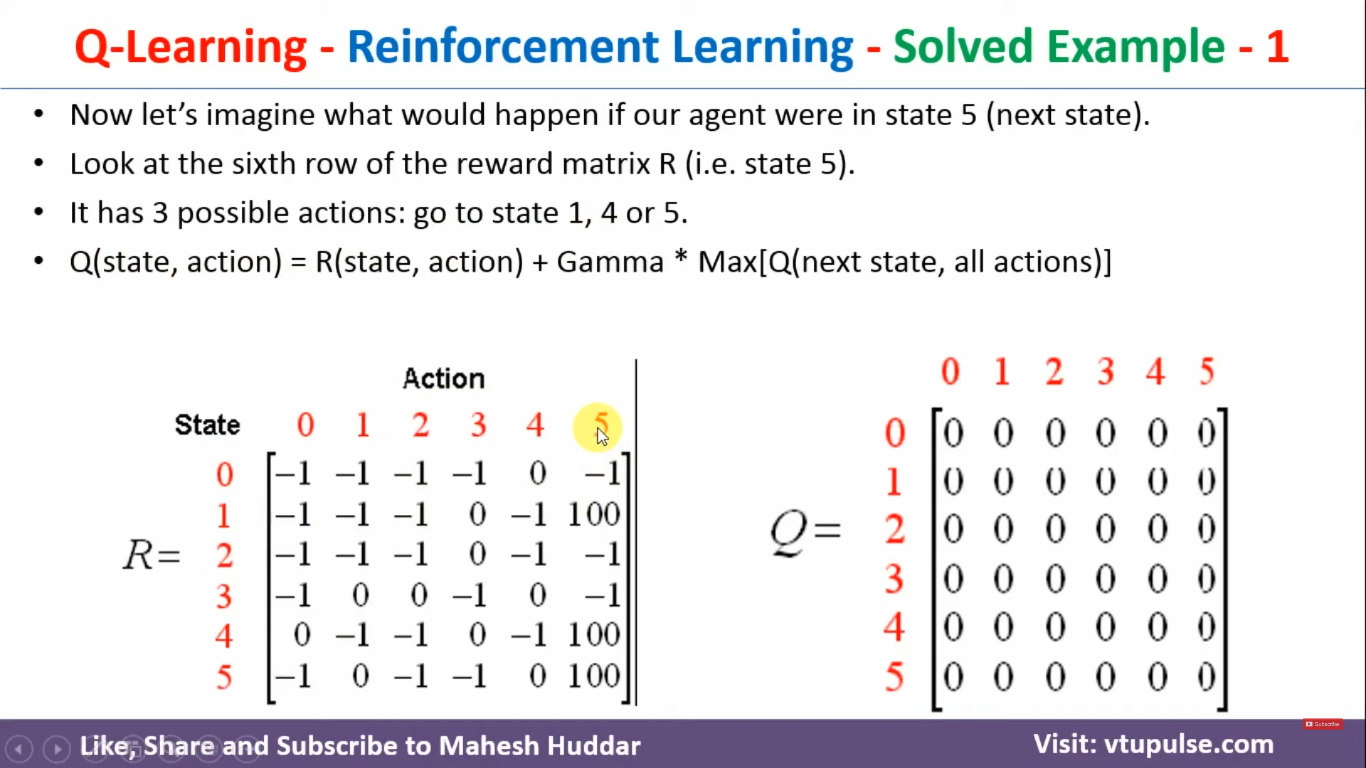 Q-Learning - Reinforcement Learning - Solved Example - 1
• Now let’s imagine what would happen if our agent were in state 5 (next state).
• Look at the sixth row of the reward matrix R (i.e. state 5).
• It has 3 possible actions: go to state 1, 4 or 5.
• Q(state, action) = R(state, action) + Gamma * Max[Q(next state, all actions)]
Action
State 0 1 2 3 4 5
0 −1 −1 −1 −1 0 −1
1 −1 −1 −1 0 −1 100
R= 2 −1 −1 −1 0 −1 −1
3 −1 0 0 −1 0 −1
4 0 −1 −1 0 −1 100
5 −1 0 −1 −1 0 100
0 1 2 3 4 5
0 0 0 0 0 0 0
1 0 0 0 0 0 0
Q= 2 0 0 0 0 0 0
3 0 0 0 0 0 0
4 0 0 0 0 0 0
5 0 0 0 0 0 0
Subscribe
Like, Share and Subscribe to Mahesh Huddar
Visit: vtupulse.com